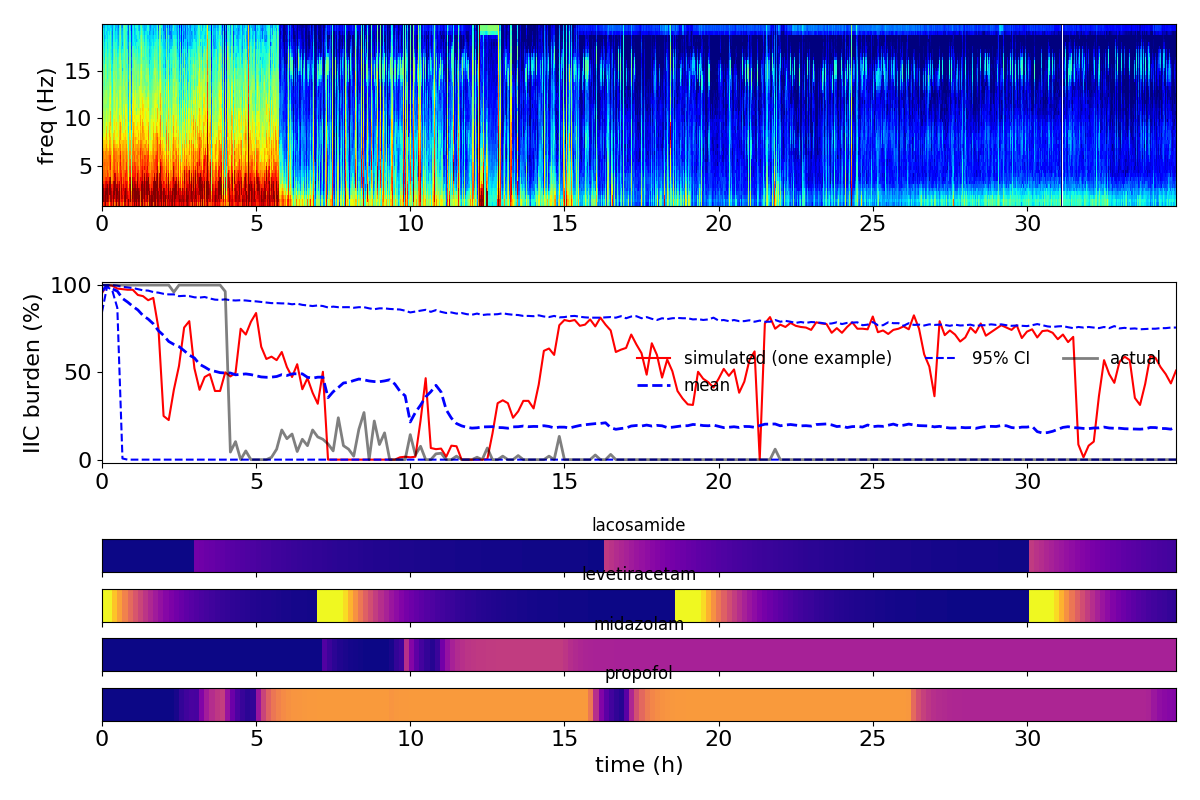 freq (Hz)
15
10
5
0 5 10 15 20 25 30
IIC burden (%)
100
50
0
simulated (one example) 95% CI actual
mean
0 5 10 15 20 25 30
lacosamide
levetiracetam
midazolam
propofol
0 5 10 15 20 25 30
time (h)